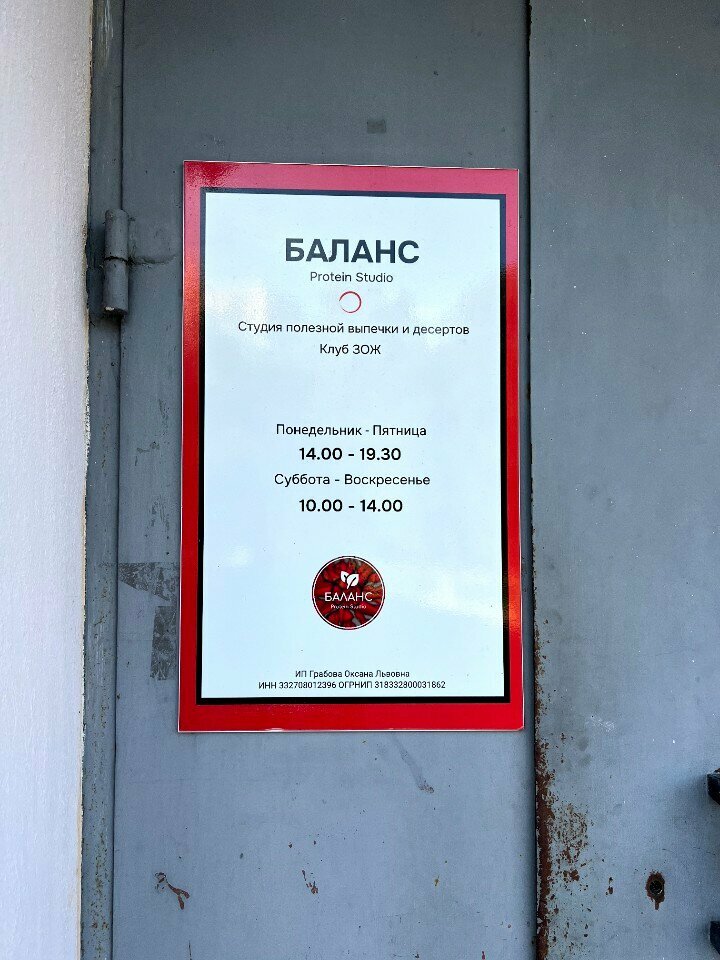 БАЛАНС
Protein Studio
Студия полезной выпечки и десертов
Клуб ЗОЖ
Понедельник - Пятница
14.00 - 19.30
Суббота - Воскресенье
10.00 - 14.00
БАЛАНС
Protein Studio
ИП Грабова Оксана Львовна
ИНН 332708012396 ОГРНИП 318332800031862